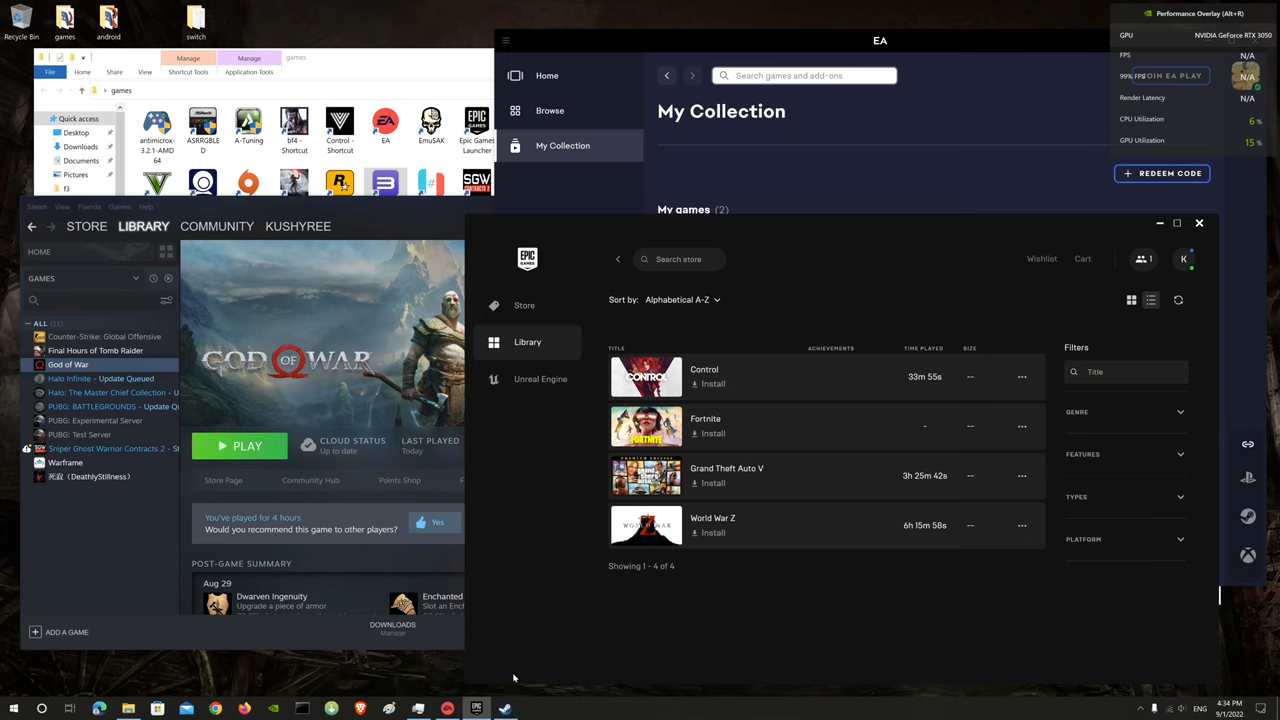 Recycle Bin
games
android
switch
Performance Overlay (Alt+R)
GPU
NVIDIA GeForce RTX 3050
FPS
N/A
99% FPS
N/A
Render Latency
N/A
CPU Utilization
6 %
GPU Utilization
15 %
Manage
Manage
games
File
Home
Share
View
Shortcut Tools
Application Tools
games
Quick access
Desktop
Downloads
Documents
Pictures
f3
antimicrox-
3.2.1-AMD
64
ASRRGBLE
D
A-Tuning
bf4 -
Shortcut
Control -
Shortcut
EA
EmuSAK
Epic Games
Launcher
EA
Home
Browse
My Collection
Search games and add-ons
JOIN EA PLAY
My Collection
REDEEM CODE
My games (2)
Steam
View
Friends
Games
Help
STORE
LIBRARY
COMMUNITY
KUSHYREE
HOME
GAMES
ALL (11)
Counter-Strike: Global Offensive
Final Hours of Tomb Raider
God of War
Halo Infinite - Update Queued
Halo: The Master Chief Collection - U
PUBG: BATTLEGROUNDS - Update Qu
PUBG: Experimental Server
PUBG: Test Server
Sniper Ghost Warrior Contracts 2 - St
Warframe
死寂（DeathlyStillness）
GOD OF WAR
PLAY
CLOUD STATUS
Up to date
LAST PLAYED
Today
Store Page
Community Hub
Points Shop
You've played for 4 hours
Would you recommend this game to other players?
Yes
POST-GAME SUMMARY
Aug 29
Dwarven Ingenuity
Upgrade a piece of armor
Enchanted
Slot an Ench
ADD A GAME
DOWNLOADS
Manage
EPIC
GAMES
Store
Library
Unreal Engine
Search store
Wishlist
Cart
1
K
Sort by:
Alphabetical A-Z
TITLE
ACHIEVEMENTS
TIME PLAYED
SIZE
Control
Install
33m 55s
--
Fortnite
Install
-
--
Grand Theft Auto V
Install
3h 25m 42s
--
World War Z
Install
6h 15m 58s
--
Showing 1 - 4 of 4
Filters
Title
GENRE
FEATURES
TYPES
PLATFORM
ENG
4:34 PM
9/1/2022